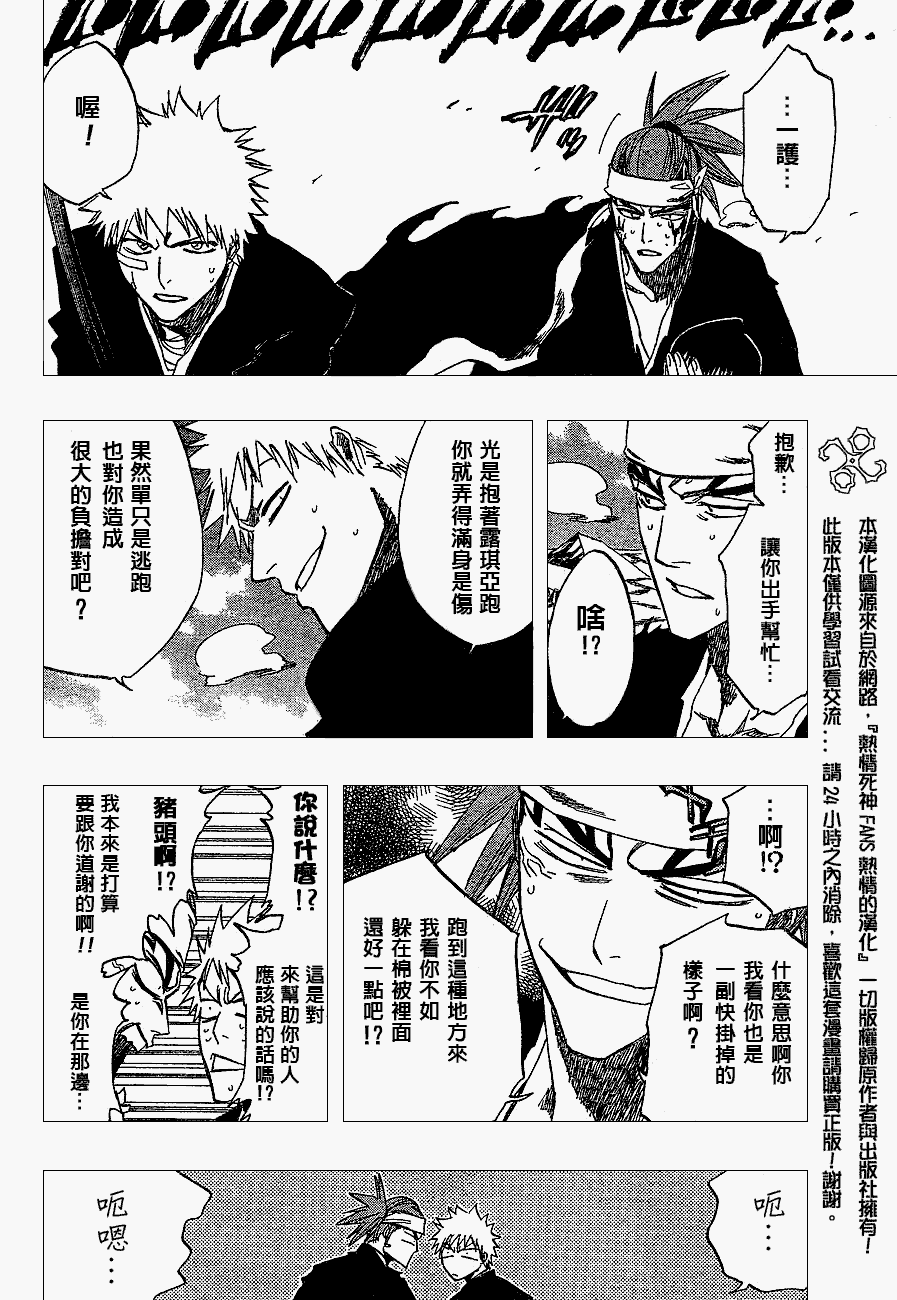 …一護…
喔！
抱歉…
讓你出手幫忙…
啥！？
光是抱著露琪亞跑
你就弄得滿身是傷
果然單只是逃跑
也對你造成
很大的負擔對吧？
…啊！？
什麼意思啊你
我看你也是
一副快掛掉的
樣子啊？
跑到這種地方來
我看你不如
躲在棉被裡面
還好一點吧！？
你說什麼！？
這是對
來幫助你的人
應該說的話嗎！？
豬頭啊！？
我本來是打算
要跟你道謝的啊！！
是你在那邊…
呃…
呃
嗯…
本漢化圖源來自於網路，『熱情死神 FANS 熱情的漢化』 一切版權歸原作者與出版社擁有！
此版本僅供學習試看交流... 請 24 小時之內消除，喜歡這套漫畫請購買正版！謝謝。